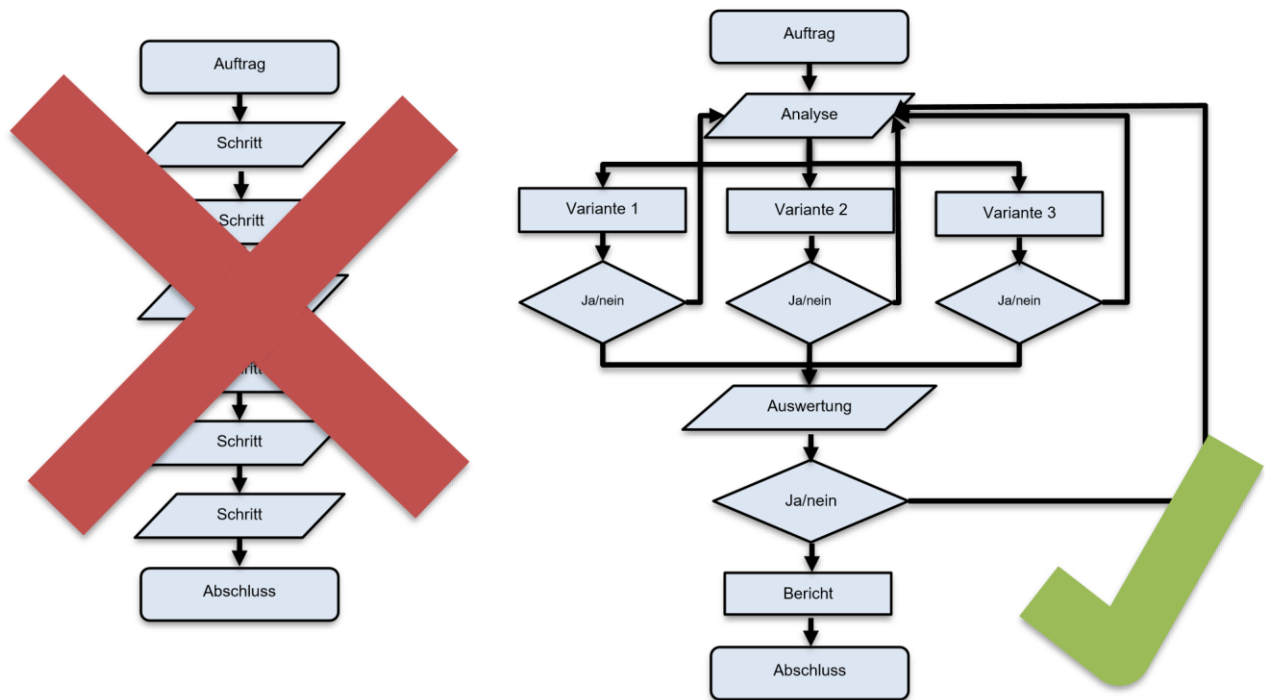 Auftrag
Schritt
Schritt
Schritt
Schritt
Abschluss
Auftrag
Analyse
Variante 1
Variante 2
Variante 3
Ja/nein
Ja/nein
Ja/nein
Auswertung
Ja/nein
Bericht
Abschluss